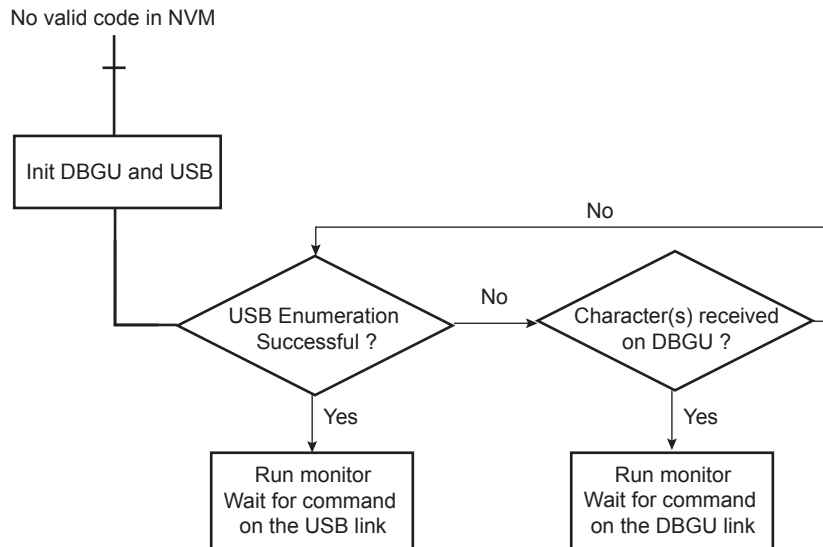 No valid code in NVM
Init DBGU and USB
No
USB Enumeration
Successful ?
No
Character(s) received
on DBGU ?
Yes
Yes
Run monitor
Wait for command
on the USB link
Run monitor
Wait for command
on the DBGU link